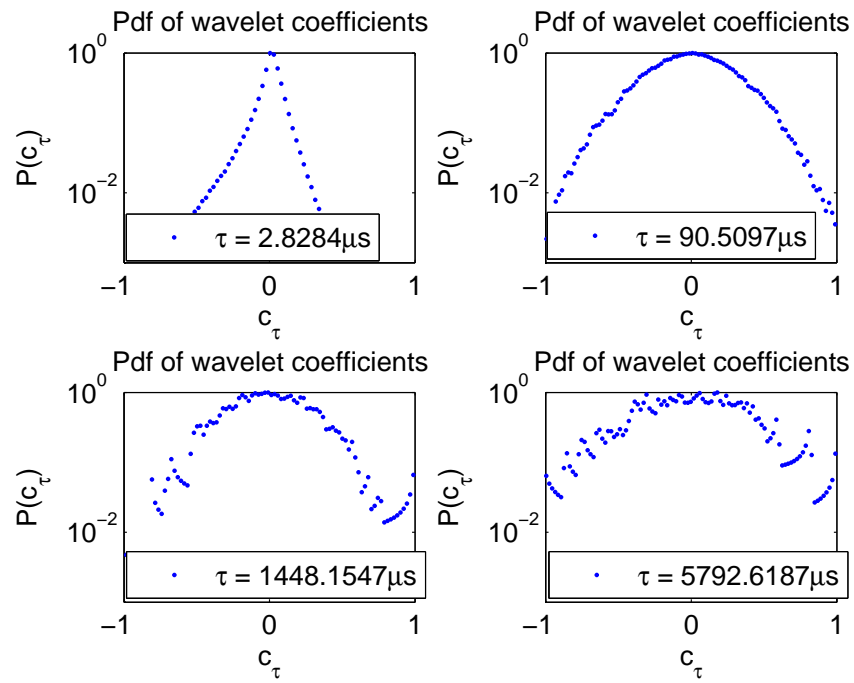 Pdf of wavelet coefficients
10^0
10^−2
P(c_τ)
τ = 2.8284μs
−1 0 1
c_τ
Pdf of wavelet coefficients
10^0
10^−2
P(c_τ)
τ = 90.5097μs
−1 0 1
c_τ
Pdf of wavelet coefficients
10^0
10^−2
P(c_τ)
τ = 1448.1547μs
−1 0 1
c_τ
Pdf of wavelet coefficients
10^0
10^−2
P(c_τ)
τ = 5792.6187μs
−1 0 1
c_τ